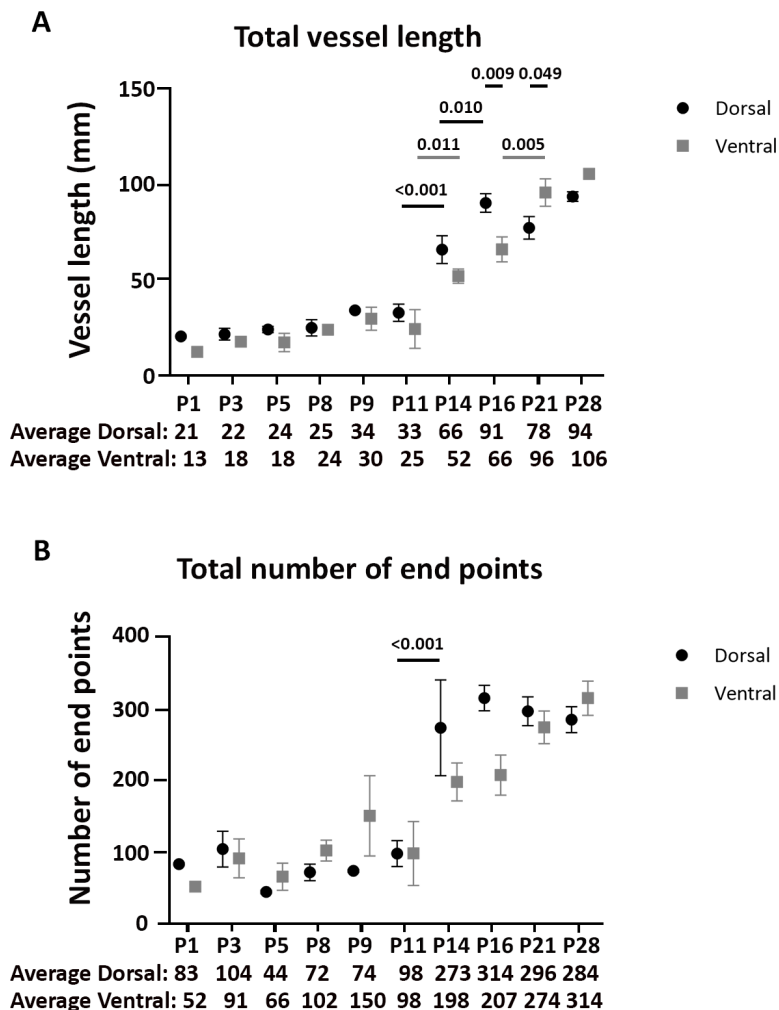 A
Total vessel length
0.009 0.049
150
Dorsal
0.010
Ventral
0.011 0.005
100
<0.001
Vessel length (mm)
50
0
P1 P3 P5 P8 P9 P11 P14 P16 P21 P28
Average Dorsal: 21 22 24 25 34 33 66 91 78 94
Average Ventral: 13 18 18 24 30 25 52 66 96 106
B
Total number of end points
400
<0.001
Dorsal
Ventral
300
Number of end points
200
100
0
P1 P3 P5 P8 P9 P11 P14 P16 P21 P28
Average Dorsal: 83 104 44 72 74 98 273 314 296 284
Average Ventral: 52 91 66 102 150 98 198 207 274 314